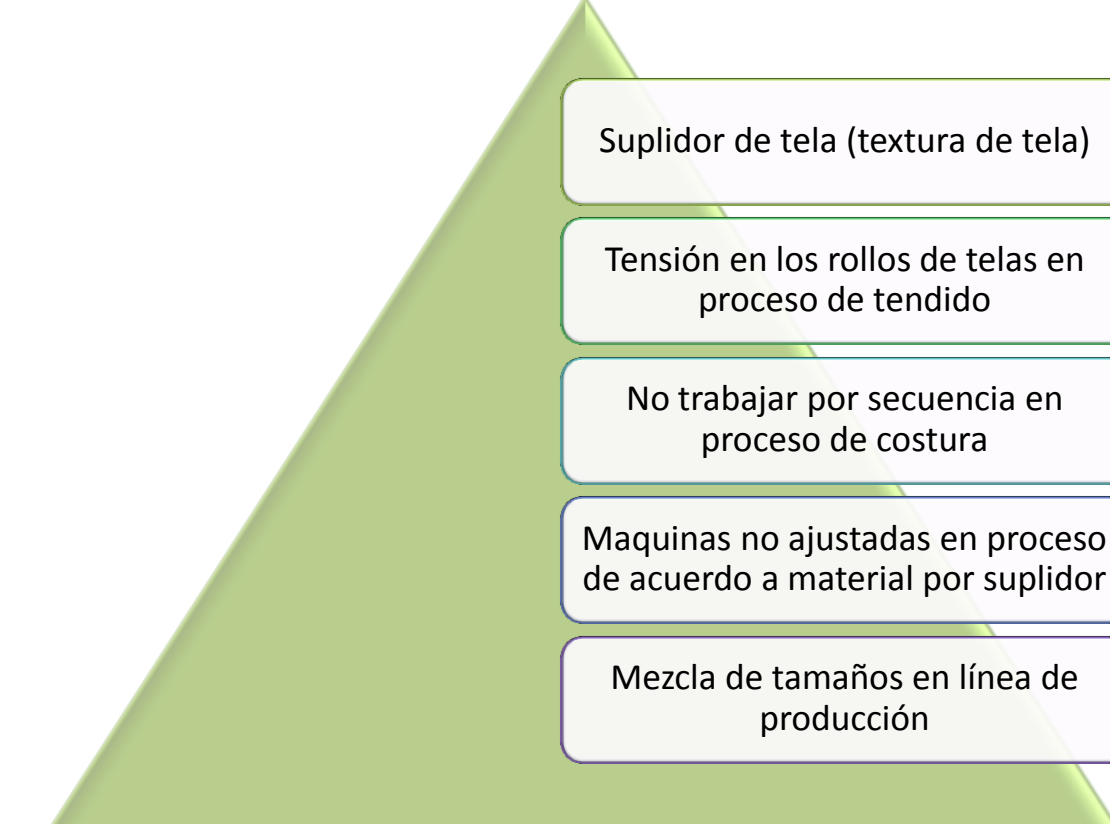 Suplidor de tela (textura de tela)
Tensión en los rollos de telas en
proceso de tendido
No trabajar por secuencia en
proceso de costura
Maquinas no ajustadas en proceso
de acuerdo a material por suplidor
Mezcla de tamaños en línea de
producción